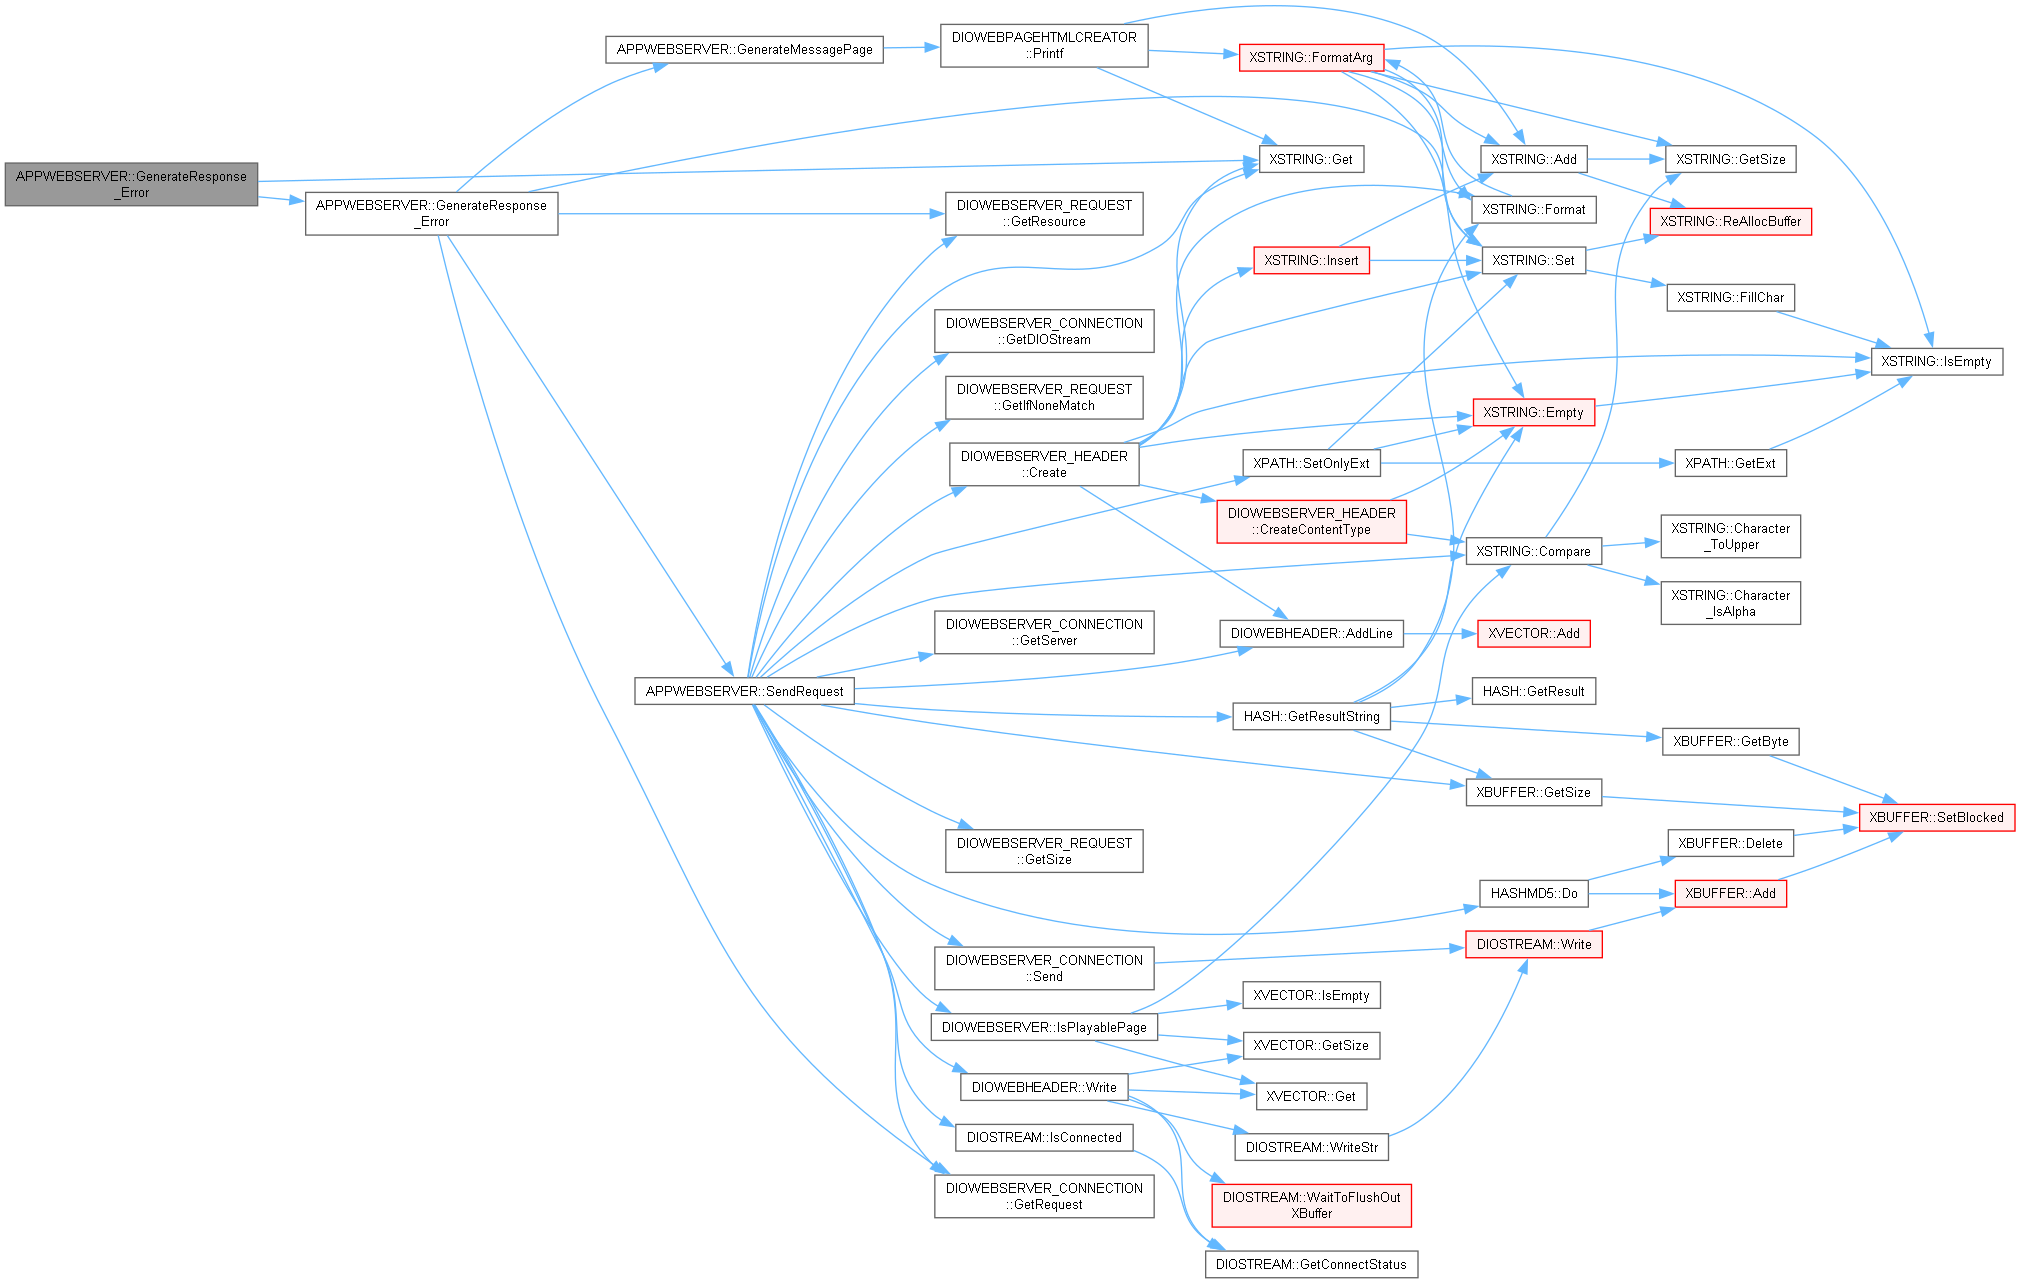 APPWEBSERVER::GenerateResponse
_Error
APPWEBSERVER::GenerateResponse
_Error
APPWEBSERVER::GenerateMessagePage
DIOWEBPAGEHTMLCREATOR
::Printf
XSTRING::FormatArg
XSTRING::Get
XSTRING::Add
XSTRING::GetSize
XSTRING::Format
XSTRING::ReAllocBuffer
DIOWEBSERVER_REQUEST
::GetResource
XSTRING::Insert
XSTRING::Set
XSTRING::FillChar
DIOWEBSERVER_CONNECTION
::GetDIOStream
XSTRING::IsEmpty
DIOWEBSERVER_REQUEST
::GetIfNoneMatch
XSTRING::Empty
DIOWEBSERVER_HEADER
::Create
XPATH::SetOnlyExt
XPATH::GetExt
DIOWEBSERVER_HEADER
::CreateContentType
XSTRING::Compare
XSTRING::Character
_ToUpper
XSTRING::Character
_IsAlpha
DIOWEBSERVER_CONNECTION
::GetServer
DIOWEBHEADER::AddLine
XVECTOR::Add
APPWEBSERVER::SendRequest
HASH::GetResultString
HASH::GetResult
XBUFFER::GetByte
XBUFFER::GetSize
XBUFFER::SetBlocked
DIOWEBSERVER_REQUEST
::GetSize
XBUFFER::Delete
HASHMD5::Do
XBUFFER::Add
DIOWEBSERVER_CONNECTION
::Send
DIOSTREAM::Write
XVECTOR::IsEmpty
DIOWEBSERVER::IsPlayablePage
XVECTOR::GetSize
DIOWEBHEADER::Write
XVECTOR::Get
DIOSTREAM::IsConnected
DIOSTREAM::WriteStr
DIOWEBSERVER_CONNECTION
::GetRequest
DIOSTREAM::WaitToFlushOut
XBuffer
DIOSTREAM::GetConnectStatus